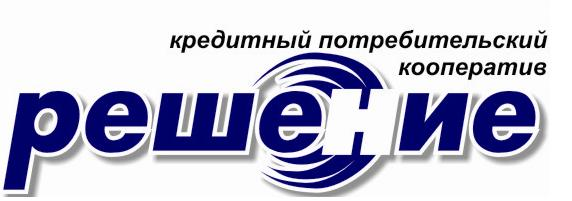 кредитный потребительский
кооператив
решение